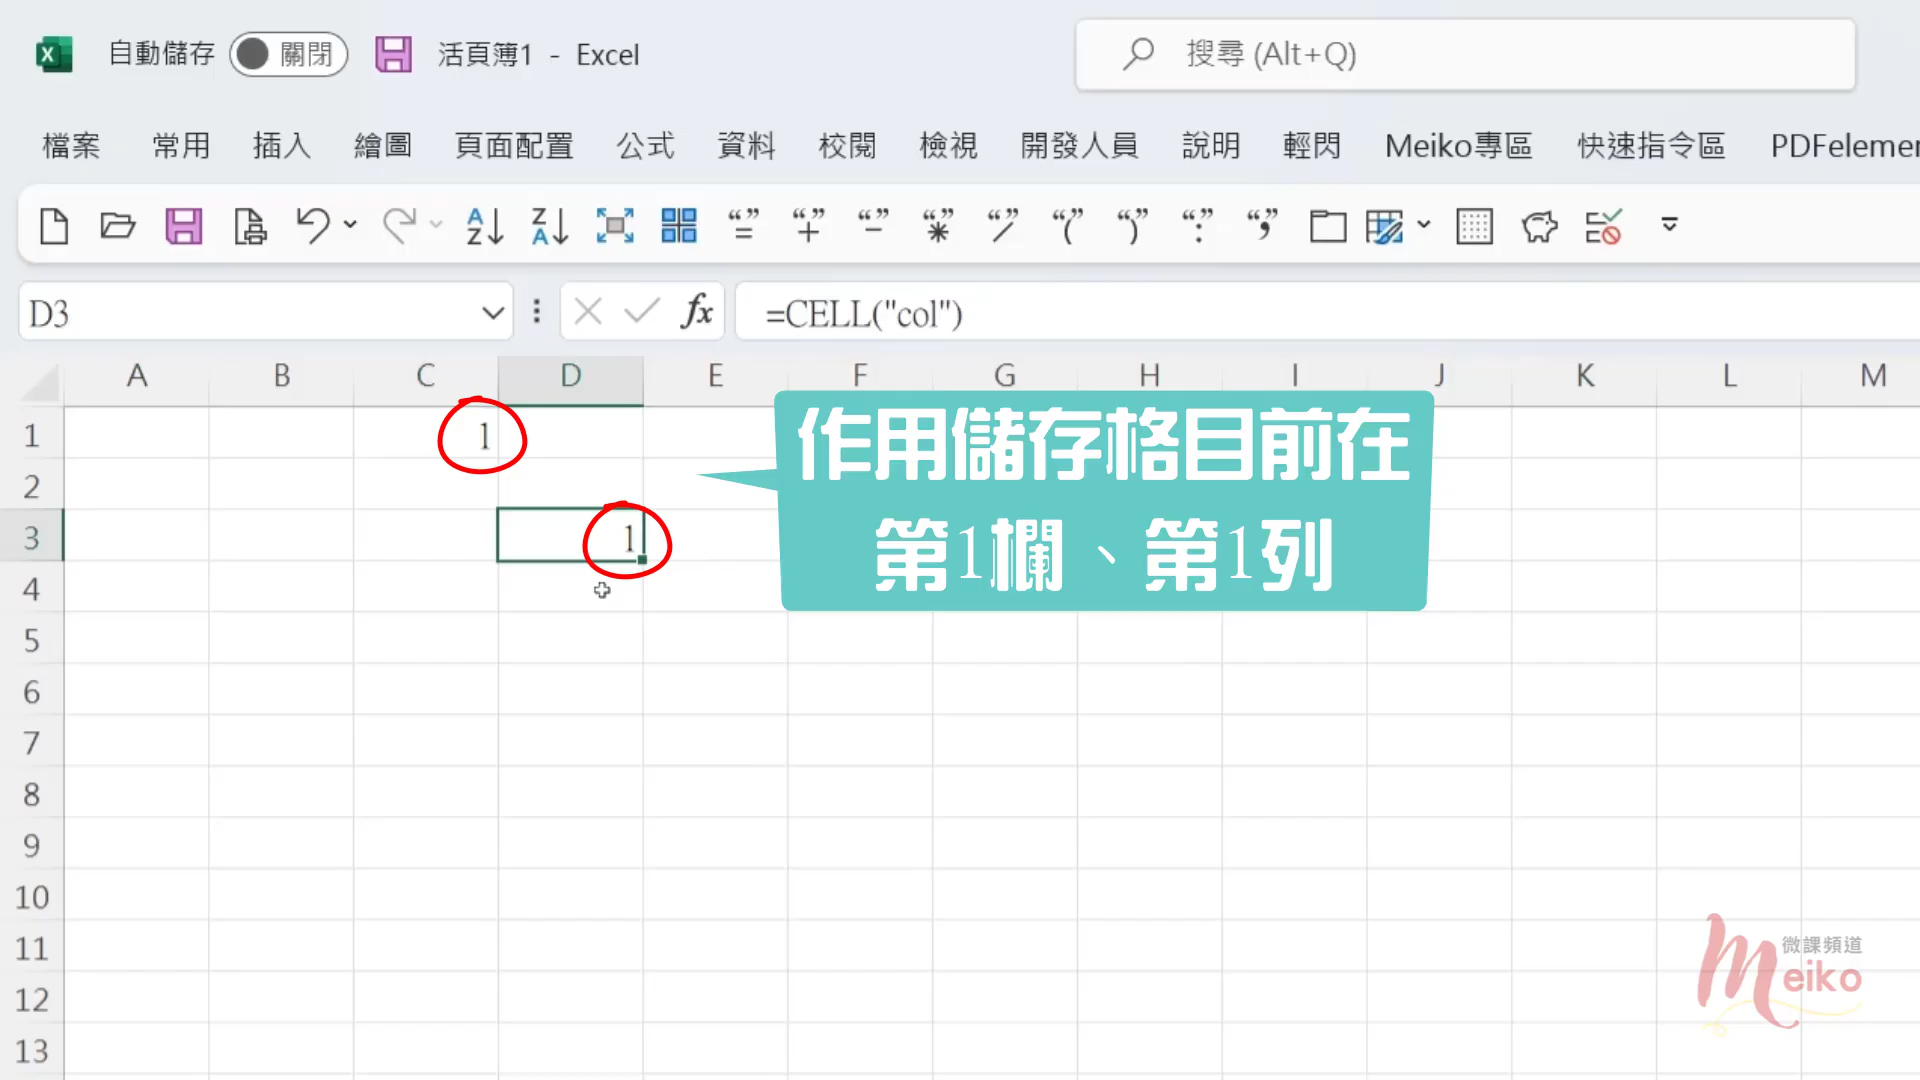 自動儲存 關閉 活頁簿1 - Excel 搜尋 (Alt+Q)
檔案 常用 插入 繪圖 頁面配置 公式 資料 校閱 檢視 開發人員 說明 輕閃 Meiko專區 快速指令區 PDFelemen
D3 fx =CELL("col")
A B C D E F G H I J K L M
1 1
2
3 1
4
5
6
7
8
9
10
11
12
13
作用儲存格目前在
第1欄、第1列
微課頻道
Meiko